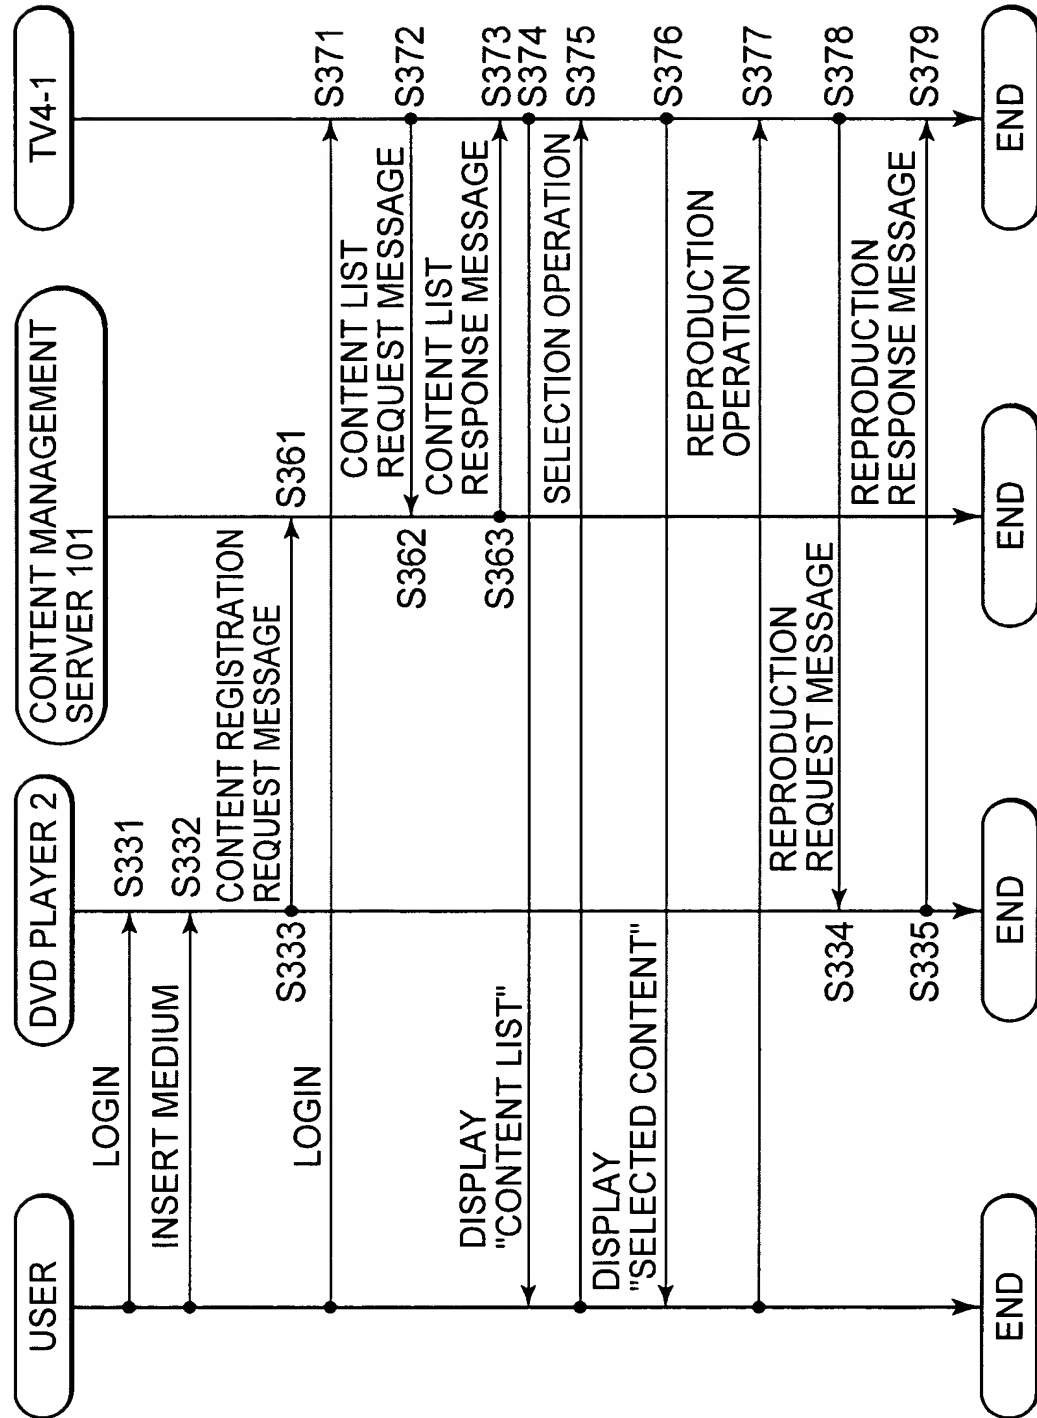 USER
DVD PLAYER 2
CONTENT MANAGEMENT
SERVER 101
TV4-1
LOGIN
S331
INSERT MEDIUM
S332
CONTENT REGISTRATION
REQUEST MESSAGE
S333
S361
LOGIN
S371
CONTENT LIST
REQUEST MESSAGE
S362
S372
CONTENT LIST
RESPONSE MESSAGE
S363
S373
DISPLAY
"CONTENT LIST"
S374
SELECTION OPERATION
S375
DISPLAY
"SELECTED CONTENT"
S376
REPRODUCTION
OPERATION
S377
REPRODUCTION
REQUEST MESSAGE
S334
S378
REPRODUCTION
RESPONSE MESSAGE
S335
S379
END
END
END
END